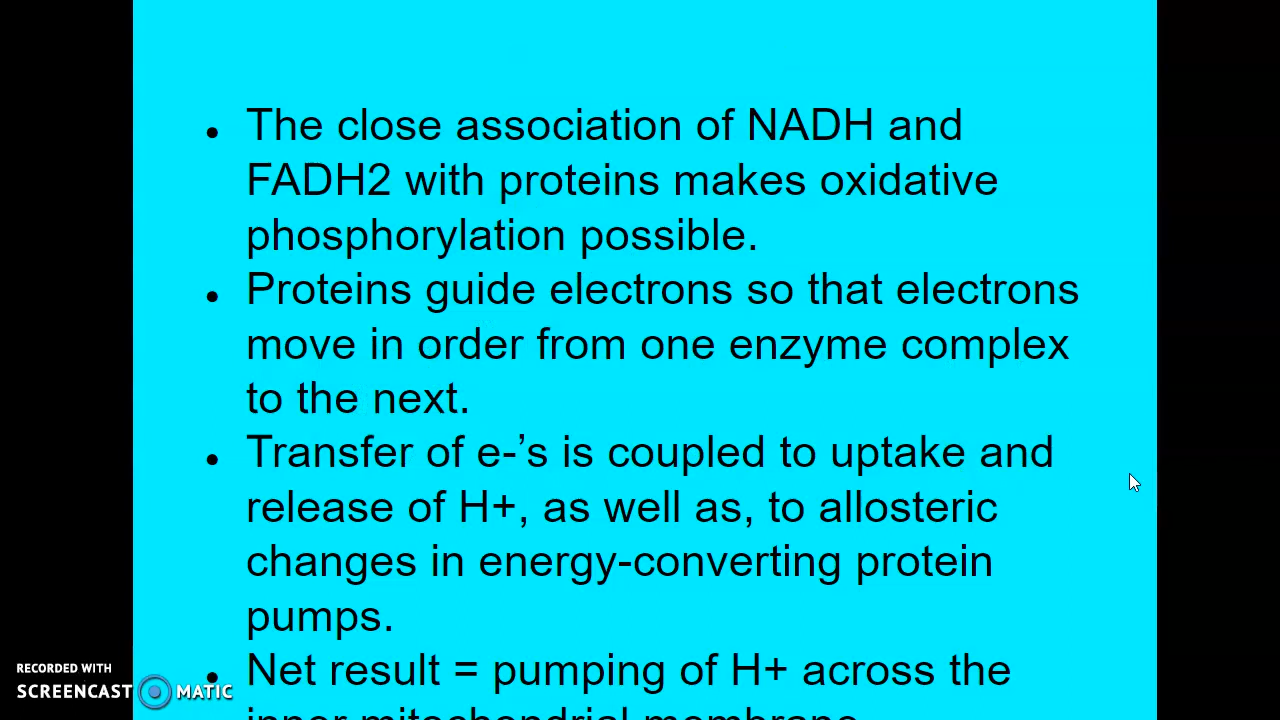 • The close association of NADH and
FADH2 with proteins makes oxidative
phosphorylation possible.
• Proteins guide electrons so that electrons
move in order from one enzyme complex
to the next.
• Transfer of e-’s is coupled to uptake and
release of H+, as well as, to allosteric
changes in energy-converting protein
pumps.
• Net result = pumping of H+ across the
inner mitochondrial membrane
RECORDED WITH
SCREENCAST MATIC